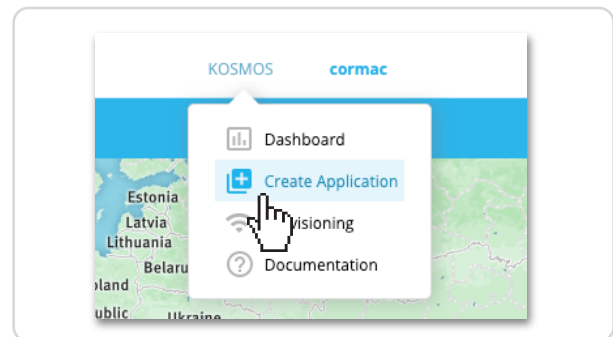 KOSMOS cormac
Dashboard
Create Application
visioning
Documentation
Estonia
Latvia
Lithuania
Belaru
oland
ublic
Ukraine